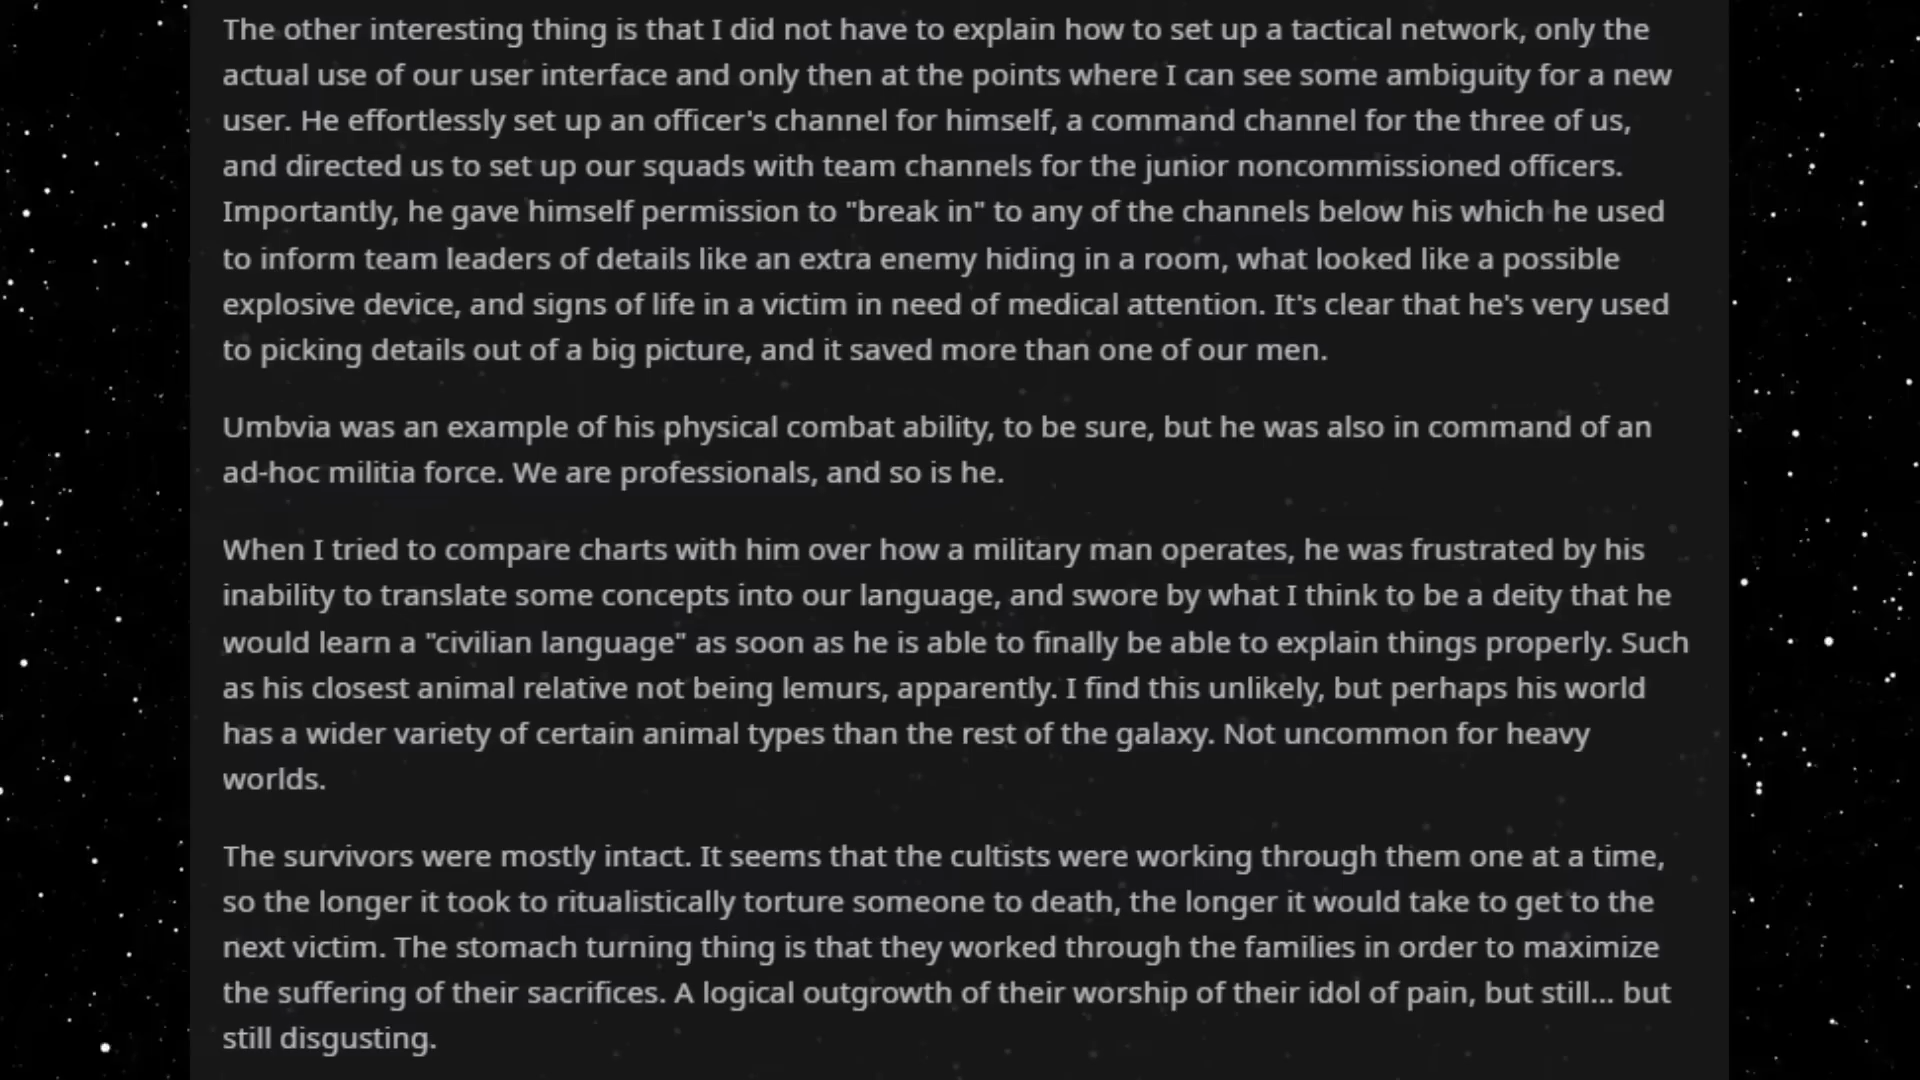 The other interesting thing is that I did not have to explain how to set up a tactical network, only the
actual use of our user interface and only then at the points where I can see some ambiguity for a new
user. He effortlessly set up an officer's channel for himself, a command channel for the three of us,
and directed us to set up our squads with team channels for the junior noncommissioned officers.
Importantly, he gave himself permission to "break in" to any of the channels below his which he used
to inform team leaders of details like an extra enemy hiding in a room, what looked like a possible
explosive device, and signs of life in a victim in need of medical attention. It's clear that he's very used
to picking details out of a big picture, and it saved more than one of our men.
Umbvia was an example of his physical combat ability, to be sure, but he was also in command of an
ad-hoc militia force. We are professionals, and so is he.
When I tried to compare charts with him over how a military man operates, he was frustrated by his
inability to translate some concepts into our language, and swore by what I think to be a deity that he
would learn a "civilian language" as soon as he is able to finally be able to explain things properly. Such
as his closest animal relative not being lemurs, apparently. I find this unlikely, but perhaps his world
has a wider variety of certain animal types than the rest of the galaxy. Not uncommon for heavy
worlds.
The survivors were mostly intact. It seems that the cultists were working through them one at a time,
so the longer it took to ritualistically torture someone to death, the longer it would take to get to the
next victim. The stomach turning thing is that they worked through the families in order to maximize
the suffering of their sacrifices. A logical outgrowth of their worship of their idol of pain, but still... but
still disgusting.